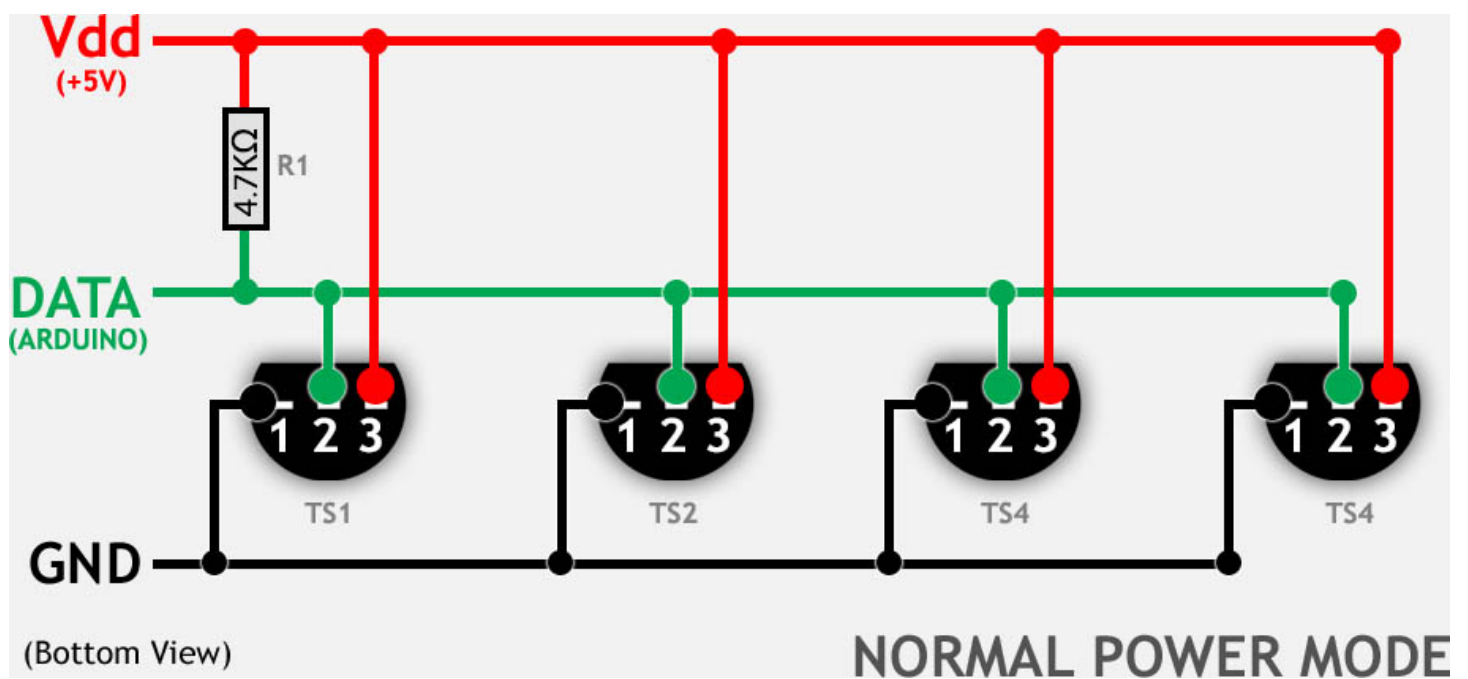 Vdd
(+5V)
4.7KΩ
R1
DATA
(ARDUINO)
1 2 3
1 2 3
1 2 3
1 2 3
TS1
TS2
TS4
TS4
GND
(Bottom View)
NORMAL POWER MODE